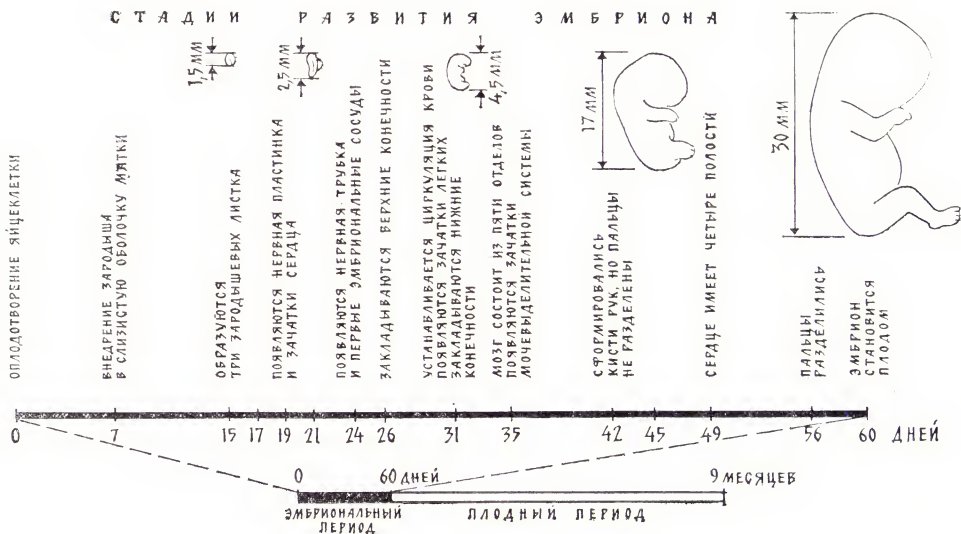 СТАДИИ РАЗВИТИЯ ЭМБРИОНА
1,5 ММ
2,5 ММ
4,5 ММ
17 ММ
30 ММ
ОПЛОДОТВОРЕНИЕ ЯЙЦЕКЛЕТКИ
ВНЕДРЕНИЕ ЗАРОДЫША
В СЛИЗИСТУЮ ОБОЛОЧКУ МАТКИ
ОБРАЗУЮТСЯ
ТРИ ЗАРОДЫШЕВЫХ ЛИСТКА
ПОЯВЛЯЮТСЯ НЕРВНАЯ ПЛАСТИНКА
И ЗАЧАТКИ СЕРДЦА
ПОЯВЛЯЮТСЯ НЕРВНАЯ ТРУБКА
И ПЕРВЫЕ ЭМБРИОНАЛЬНЫЕ СОСУДЫ
ЗАКЛАДЫВАЮТСЯ ВЕРХНИЕ КОНЕЧНОСТИ
УСТАНАВЛИВАЕТСЯ ЦИРКУЛЯЦИЯ КРОВИ
ПОЯВЛЯЮТСЯ ЗАЧАТКИ ЛЕГКИХ
ЗАКЛАДЫВАЮТСЯ НИЖНИЕ
КОНЕЧНОСТИ
МОЗГ СОСТОИТ ИЗ ПЯТИ ОТДЕЛОВ
ПОЯВЛЯЮТСЯ ЗАЧАТКИ
МОЧЕВЫДЕЛИТЕЛЬНОЙ СИСТЕМЫ
СФОРМИРОВАЛИСЬ
КИСТИ РУК, НО ПАЛЬЦЫ
НЕ РАЗДЕЛЕНЫ
СЕРДЦЕ ИМЕЕТ ЧЕТЫРЕ ПОЛОСТИ
ПАЛЬЦЫ
РАЗДЕЛИЛИСЬ
ЭМБРИОН
СТАНОВИТСЯ
ПЛОДОМ
0 7 15 17 19 21 24 26 31 35 42 45 49 56 60 ДНЕЙ
0 60 ДНЕЙ 9 МЕСЯЦЕВ
ЭМБРИОНАЛЬНЫЙ
ПЕРИОД
ПЛОДНЫЙ ПЕРИОД